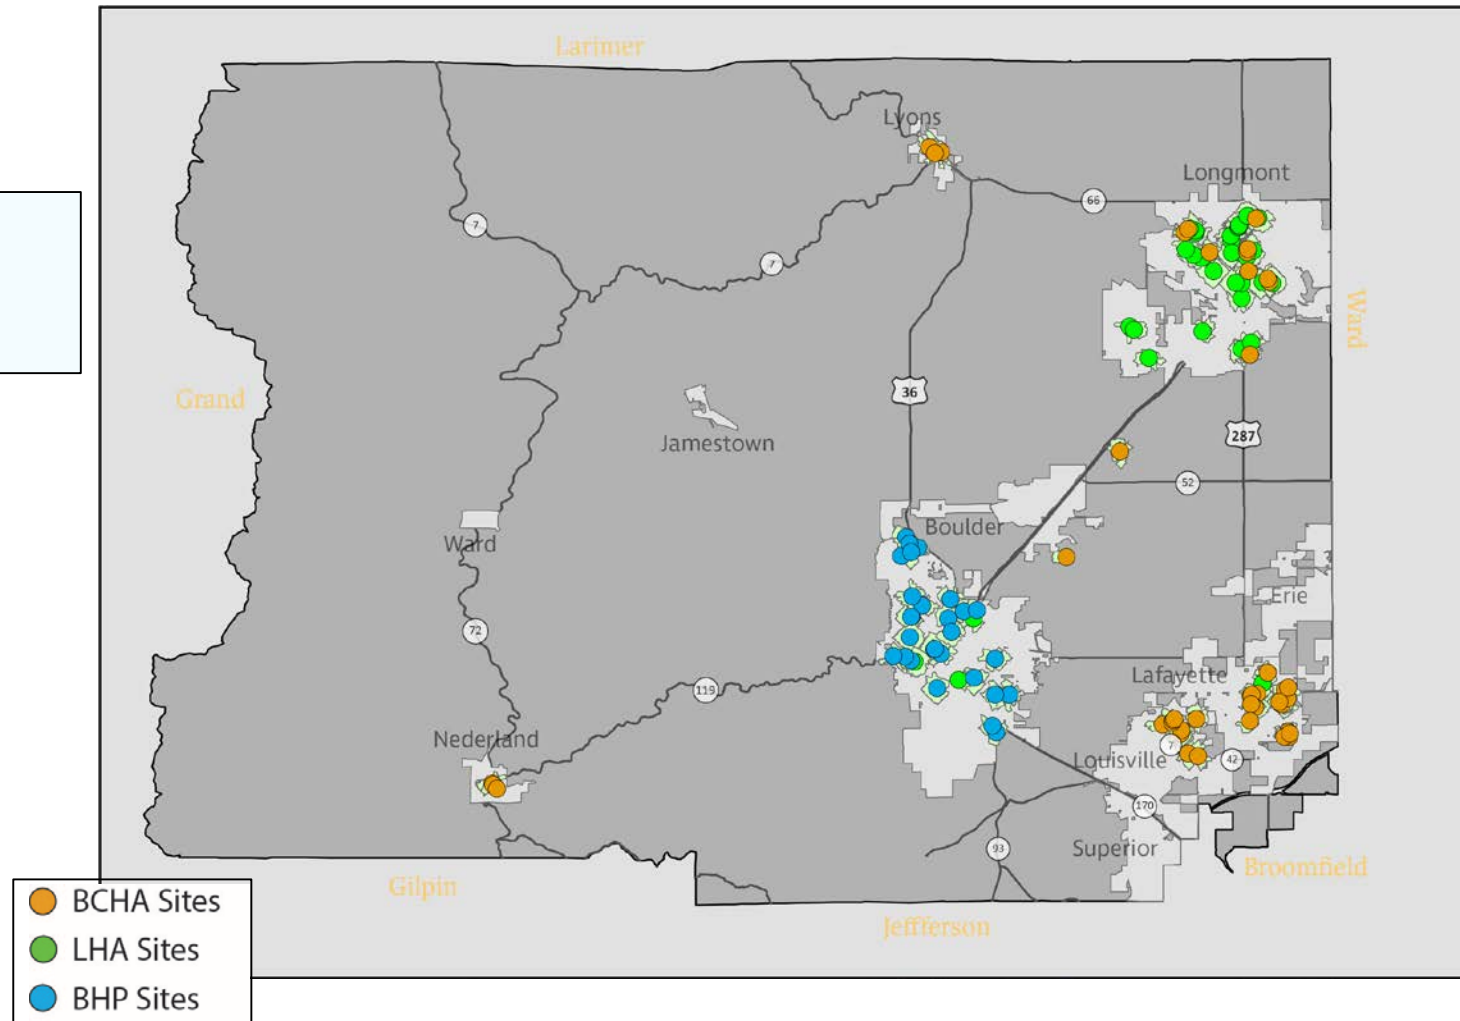 Larimer
Lyons
Longmont
66
7
7
Ward
Grand
36
Jamestown
287
52
Boulder
Ward
Erie
72
Lafayette
119
Nederland
7
Louisville
42
170
93
Superior
Broomfield
Gilpin
Jeffferson
BCHA Sites
LHA Sites
BHP Sites